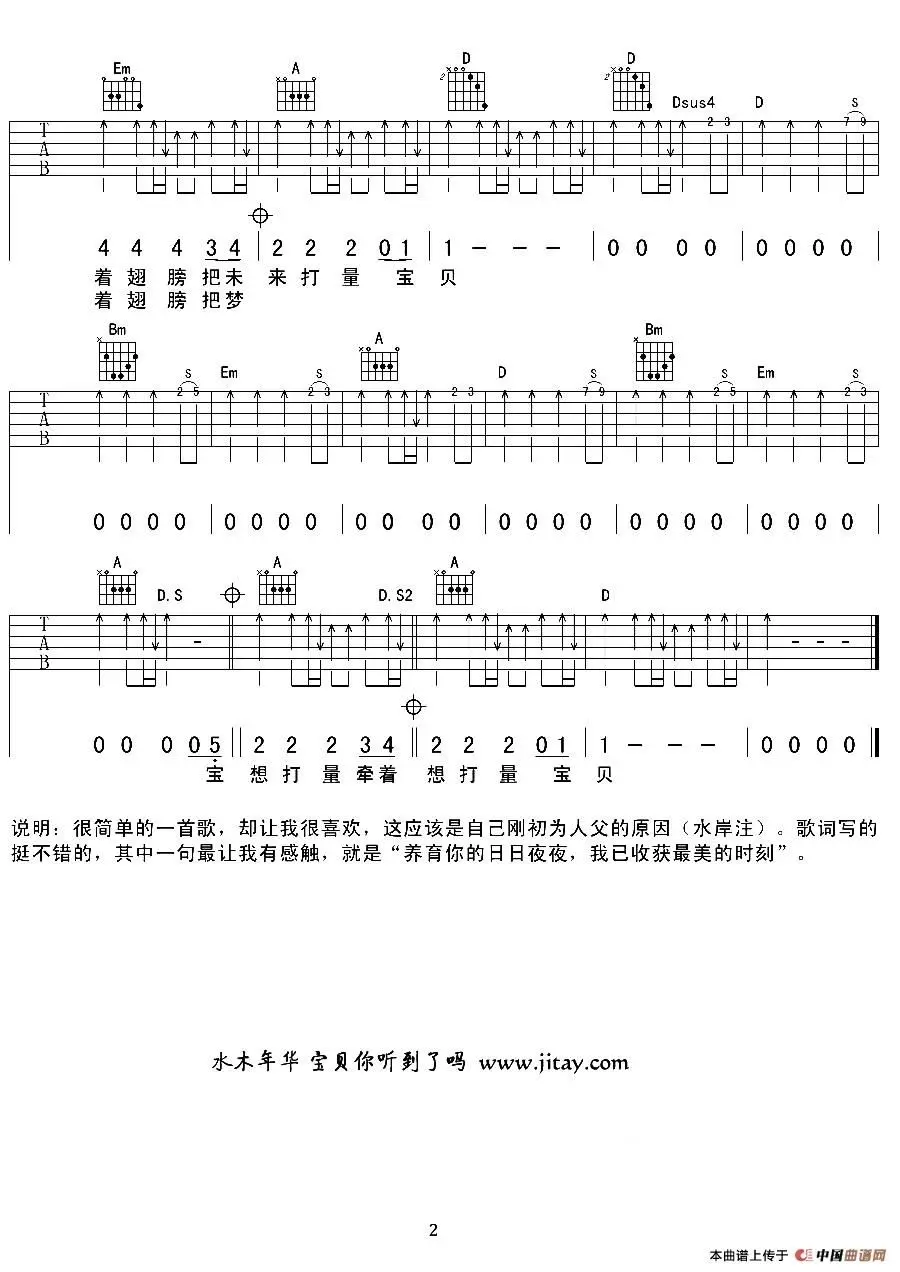 Em A D D
2 2 Dsus4 D S
T A B 2 3 7 9
4 4 4 3 4 2 2 2 0 1 1 - - - 0 0 0 0 0 0 0 0
着 翅 膀 把 未 来 打 量 宝 贝
着 翅 膀 把 梦
Bm A Bm
S Em S D S S Em S
T A B 2 5 2 3 2 3 7 9 2 5 2 3
0 0 0 0 0 0 0 0 0 0 0 0 0 0 0 0 0 0 0 0 0 0 0 0
A A A
D.S D.S2 D
T A B - - - -
0 0 0 0 5 2 2 2 3 4 2 2 2 0 1 1 - - - 0 0 0 0
宝 想 打 量 牵 着 想 打 量 宝 贝
说明：很简单的一首歌，却让我很喜欢，这应该是自己刚初为人父的原因（水岸注）。歌词写的
挺不错的，其中一句最让我有感触，就是“养育你的日日夜夜，我已收获最美的时刻”。
水木年华 宝贝你听到了吗 www.jitay.com
2
本曲谱上传于 中国曲谱网